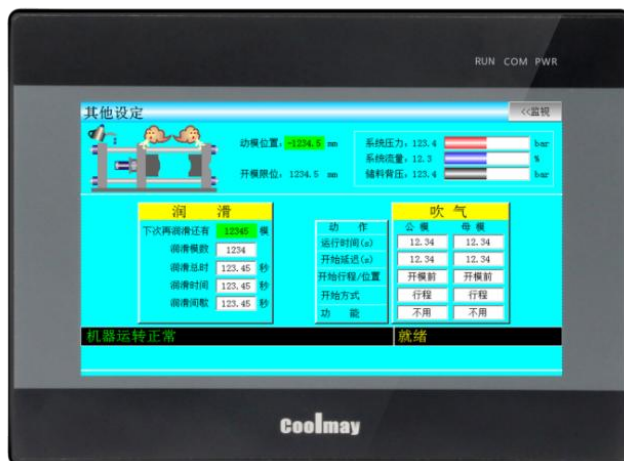 RUN COM PWR
其他设定
<<监视
动模位置: -1234.5 mm
开模限位: 1234.5 mm
系统压力: 123.4 bar
系统流量: 12.3 %
储料背压: 123.4 bar
润 滑
下次再润滑还有 12345 模
润滑模数 1234
润滑总时 123.45 秒
润滑时间 123.45 秒
润滑间歇 123.45 秒
吹 气
动 作 公 模 母 模
运行时间(s) 12.34 12.34
开始延迟(s) 12.34 12.34
开始行程/位置 开模前 开模前
开始方式 行程 行程
功 能 不用 不用
机器运转正常
就绪
Coolmay